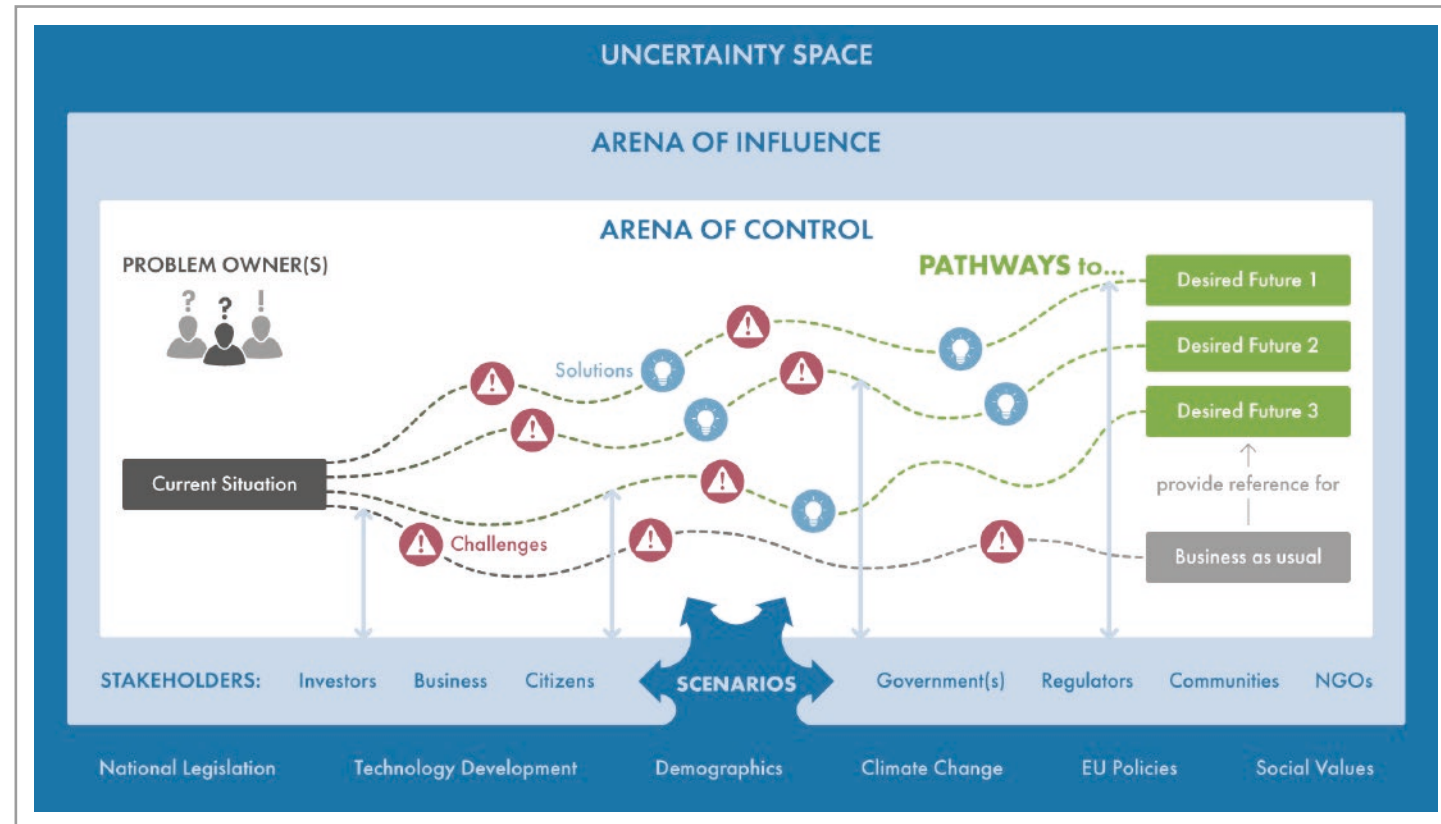 UNCERTAINTY SPACE
ARENA OF INFLUENCE
ARENA OF CONTROL
PROBLEM OWNER(S)
? ? !
PATHWAYS to...
Desired Future 1
Desired Future 2
Desired Future 3
Solutions
Current Situation
provide reference for
Challenges
Business as usual
STAKEHOLDERS: Investors Business Citizens SCENARIOS Government(s) Regulators Communities NGOs
National Legislation Technology Development Demographics Climate Change EU Policies Social Values